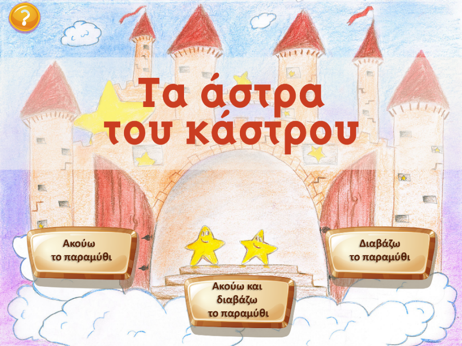 ?
Τα άστρα
του κάστρου
Ακούω
το παραμύθι
Ακούω και
διαβάζω
το παραμύθι
Διαβάζω
το παραμύθι